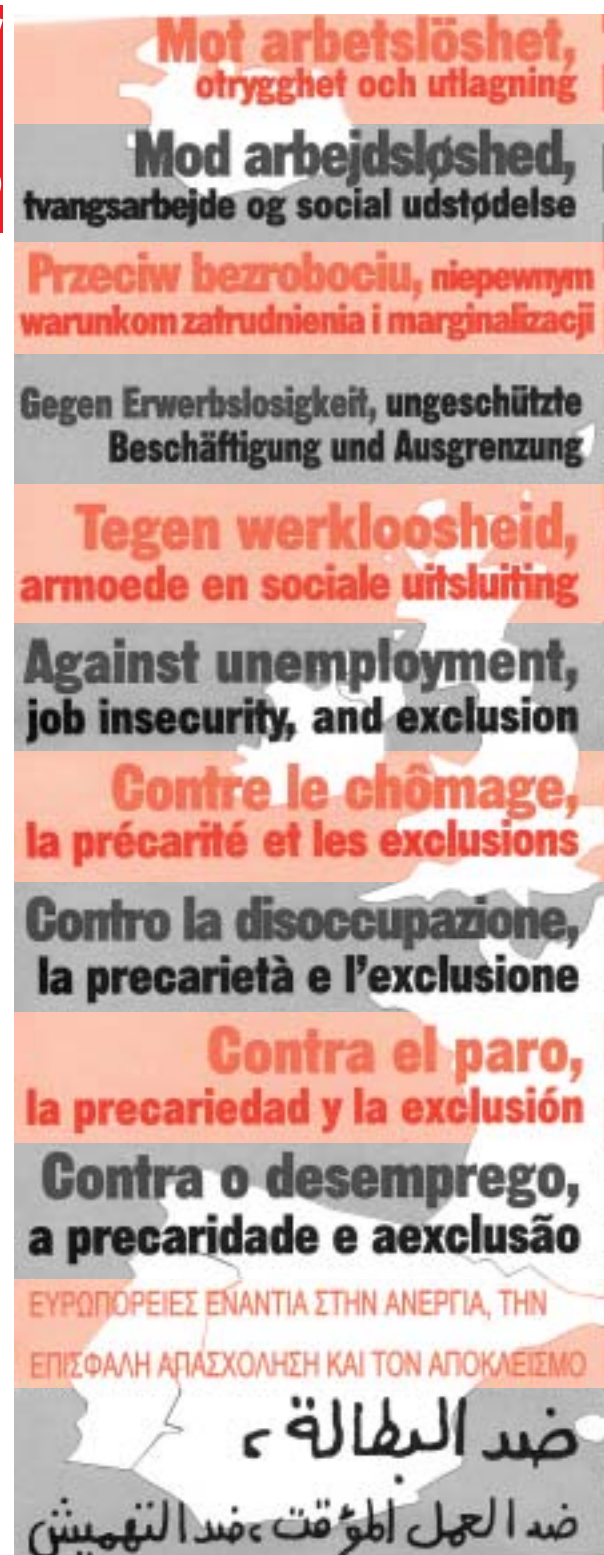 Mot arbetslöshet,
otrygghet och utlagning
Mod arbejdsløshed,
tvangsarbejde og social udstødelse
Przeciw bezrobociu, niepewnym
warunkom zatrudnienia i marginalizacji
Gegen Erwerbslosigkeit, ungeschützte
Beschäftigung und Ausgrenzung
Tegen werkloosheid,
armoede en sociale uitsluiting
Against unemployment,
job insecurity, and exclusion
Contre le chômage,
la précarité et les exclusions
Contro la disoccupazione,
la precarietà e l'exclusione
Contra el paro,
la precariedad y la exclusión
Contra o desemprego,
a precaridade e aexclusão
ΕΥΡΩΠΟΡΕΙΕΣ ΕΝΑΝΤΙΑ ΣΤΗΝ ΑΝΕΡΓΙΑ, ΤΗΝ
ΕΠΙΣΦΑΛΗ ΑΠΑΣΧΟΛΗΣΗ ΚΑΙ ΤΟΝ ΑΠΟΚΛΕΙΣΜΟ
ضد البطالة،
ضد العمل المؤقت، ضد التهميش